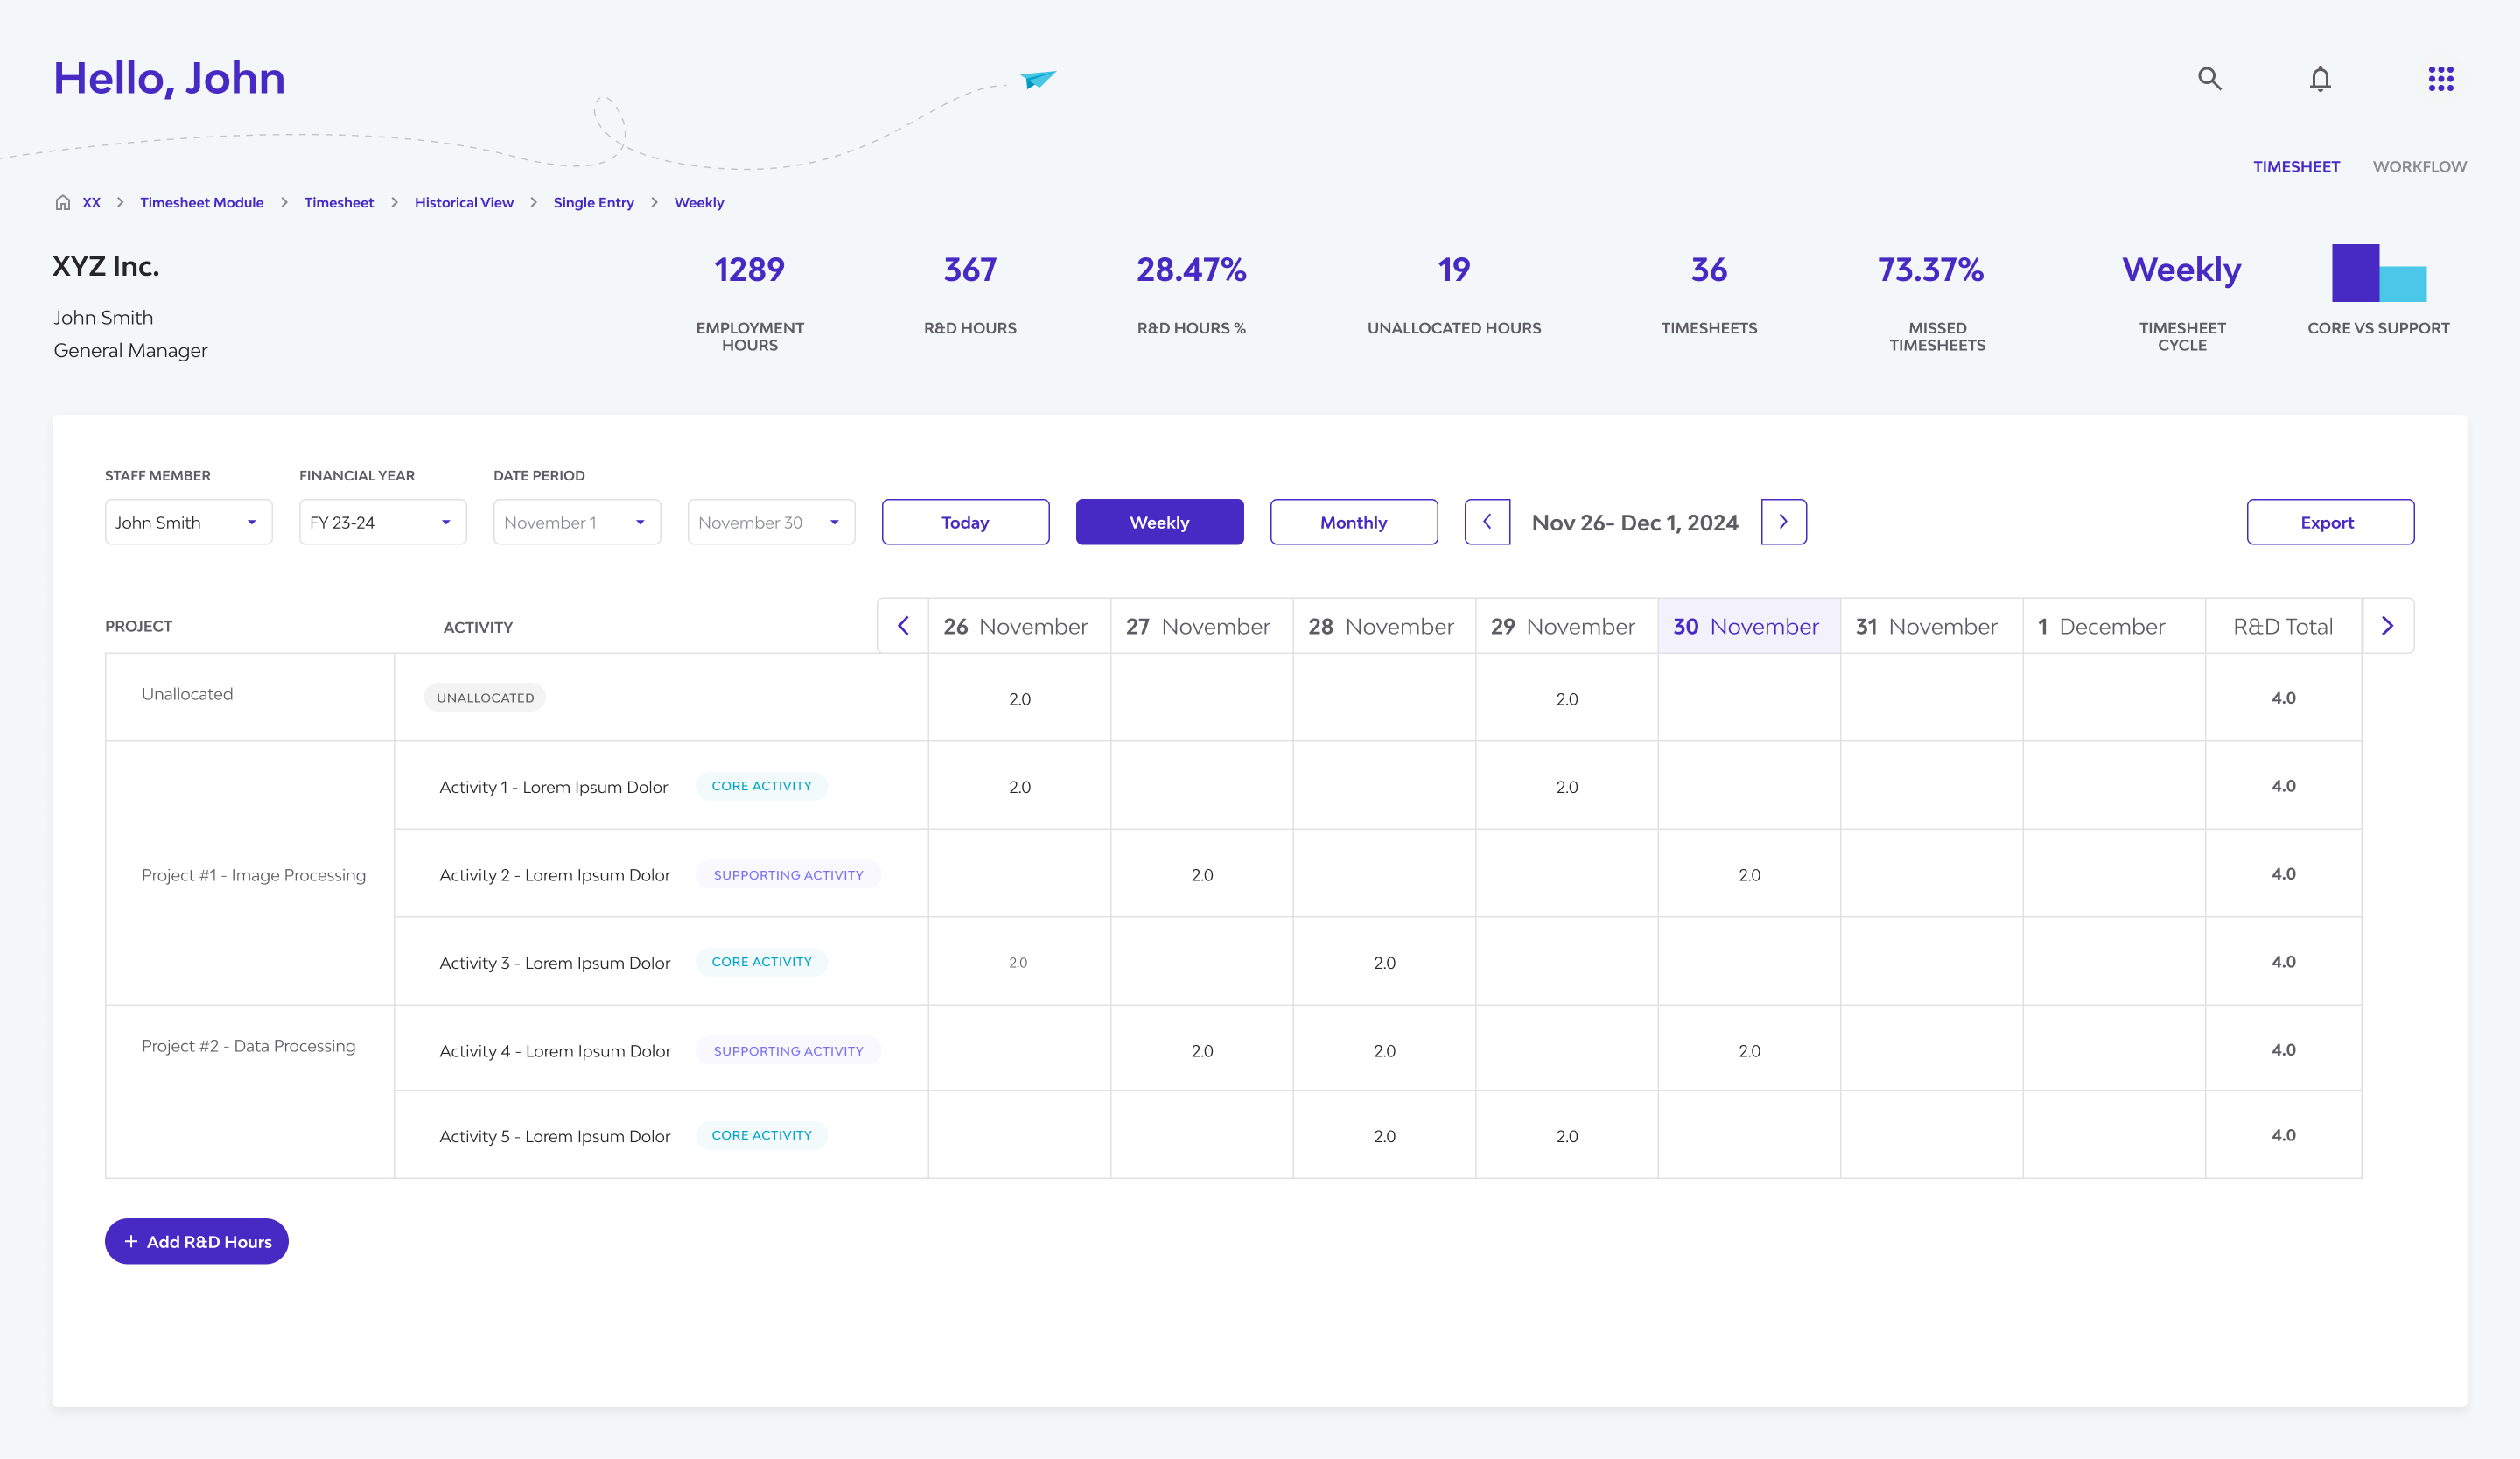 Hello, John
TIMESHEET WORKFLOW
XX > Timesheet Module > Timesheet > Historical View > Single Entry > Weekly
XYZ Inc.
John Smith
General Manager
1289
EMPLOYMENT
HOURS
367
R&D HOURS
28.47%
R&D HOURS %
19
UNALLOCATED HOURS
36
TIMESHEETS
73.37%
MISSED
TIMESHEETS
Weekly
TIMESHEET
CYCLE
CORE VS SUPPORT
STAFF MEMBER FINANCIAL YEAR DATE PERIOD
John Smith FY 23-24 November 1 November 30 Today Weekly Monthly Nov 26- Dec 1, 2024 Export
PROJECT ACTIVITY 26 November 27 November 28 November 29 November 30 November 31 November 1 December R&D Total
Unallocated UNALLOCATED 2.0 2.0 4.0
Activity 1 - Lorem Ipsum Dolor CORE ACTIVITY 2.0 2.0 4.0
Project #1 - Image Processing Activity 2 - Lorem Ipsum Dolor SUPPORTING ACTIVITY 2.0 2.0 4.0
Activity 3 - Lorem Ipsum Dolor CORE ACTIVITY 2.0 2.0 4.0
Project #2 - Data Processing Activity 4 - Lorem Ipsum Dolor SUPPORTING ACTIVITY 2.0 2.0 2.0 4.0
Activity 5 - Lorem Ipsum Dolor CORE ACTIVITY 2.0 2.0 4.0
+ Add R&D Hours